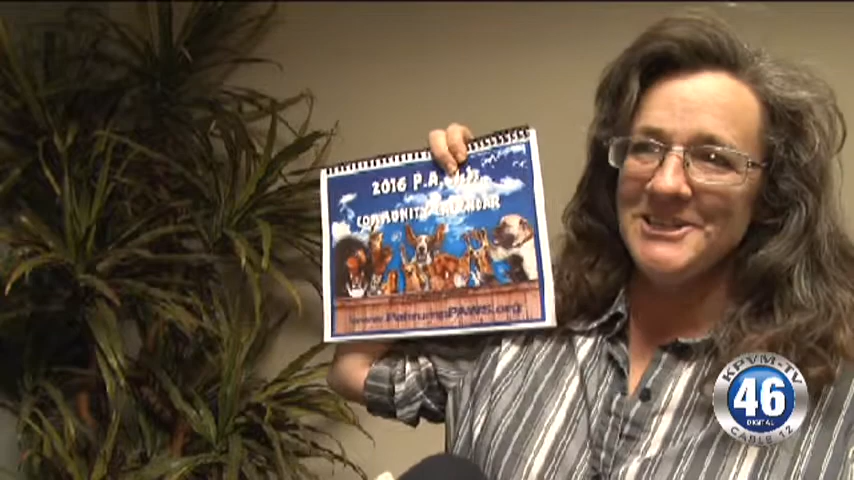 2016 P.A.W.S.
COMMUNITY CALENDAR
www.PahrumpPAWS.org
KPVM-TV
46
DIGITAL
CABLE 12